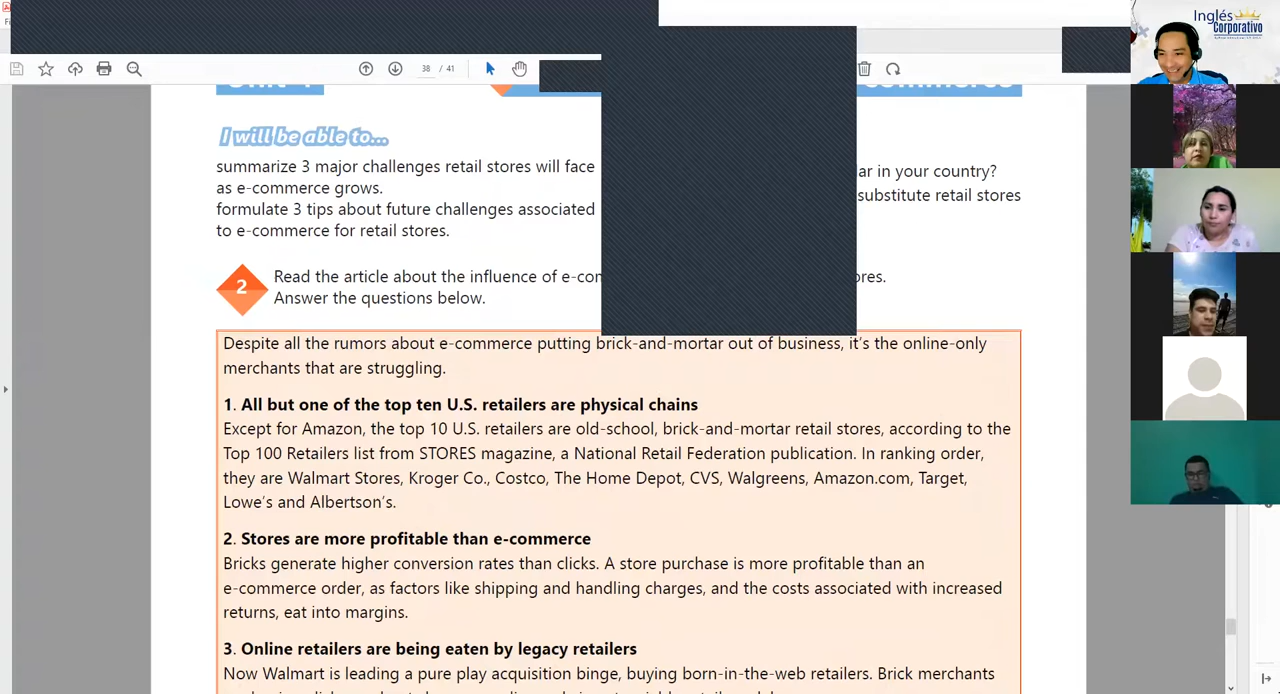 Inglés
Corporativo
38 / 41
I will be able to...
summarize 3 major challenges retail stores will face
as e-commerce grows.
formulate 3 tips about future challenges associated
to e-commerce for retail stores.
ar in your country?
substitute retail stores
2
Read the article about the influence of e-con
ores.
Answer the questions below.
Despite all the rumors about e-commerce putting brick-and-mortar out of business, it's the online-only
merchants that are struggling.
1. All but one of the top ten U.S. retailers are physical chains
Except for Amazon, the top 10 U.S. retailers are old-school, brick-and-mortar retail stores, according to the
Top 100 Retailers list from STORES magazine, a National Retail Federation publication. In ranking order,
they are Walmart Stores, Kroger Co., Costco, The Home Depot, CVS, Walgreens, Amazon.com, Target,
Lowe's and Albertson's.
2. Stores are more profitable than e-commerce
Bricks generate higher conversion rates than clicks. A store purchase is more profitable than an
e-commerce order, as factors like shipping and handling charges, and the costs associated with increased
returns, eat into margins.
3. Online retailers are being eaten by legacy retailers
Now Walmart is leading a pure play acquisition binge, buying born-in-the-web retailers. Brick merchants